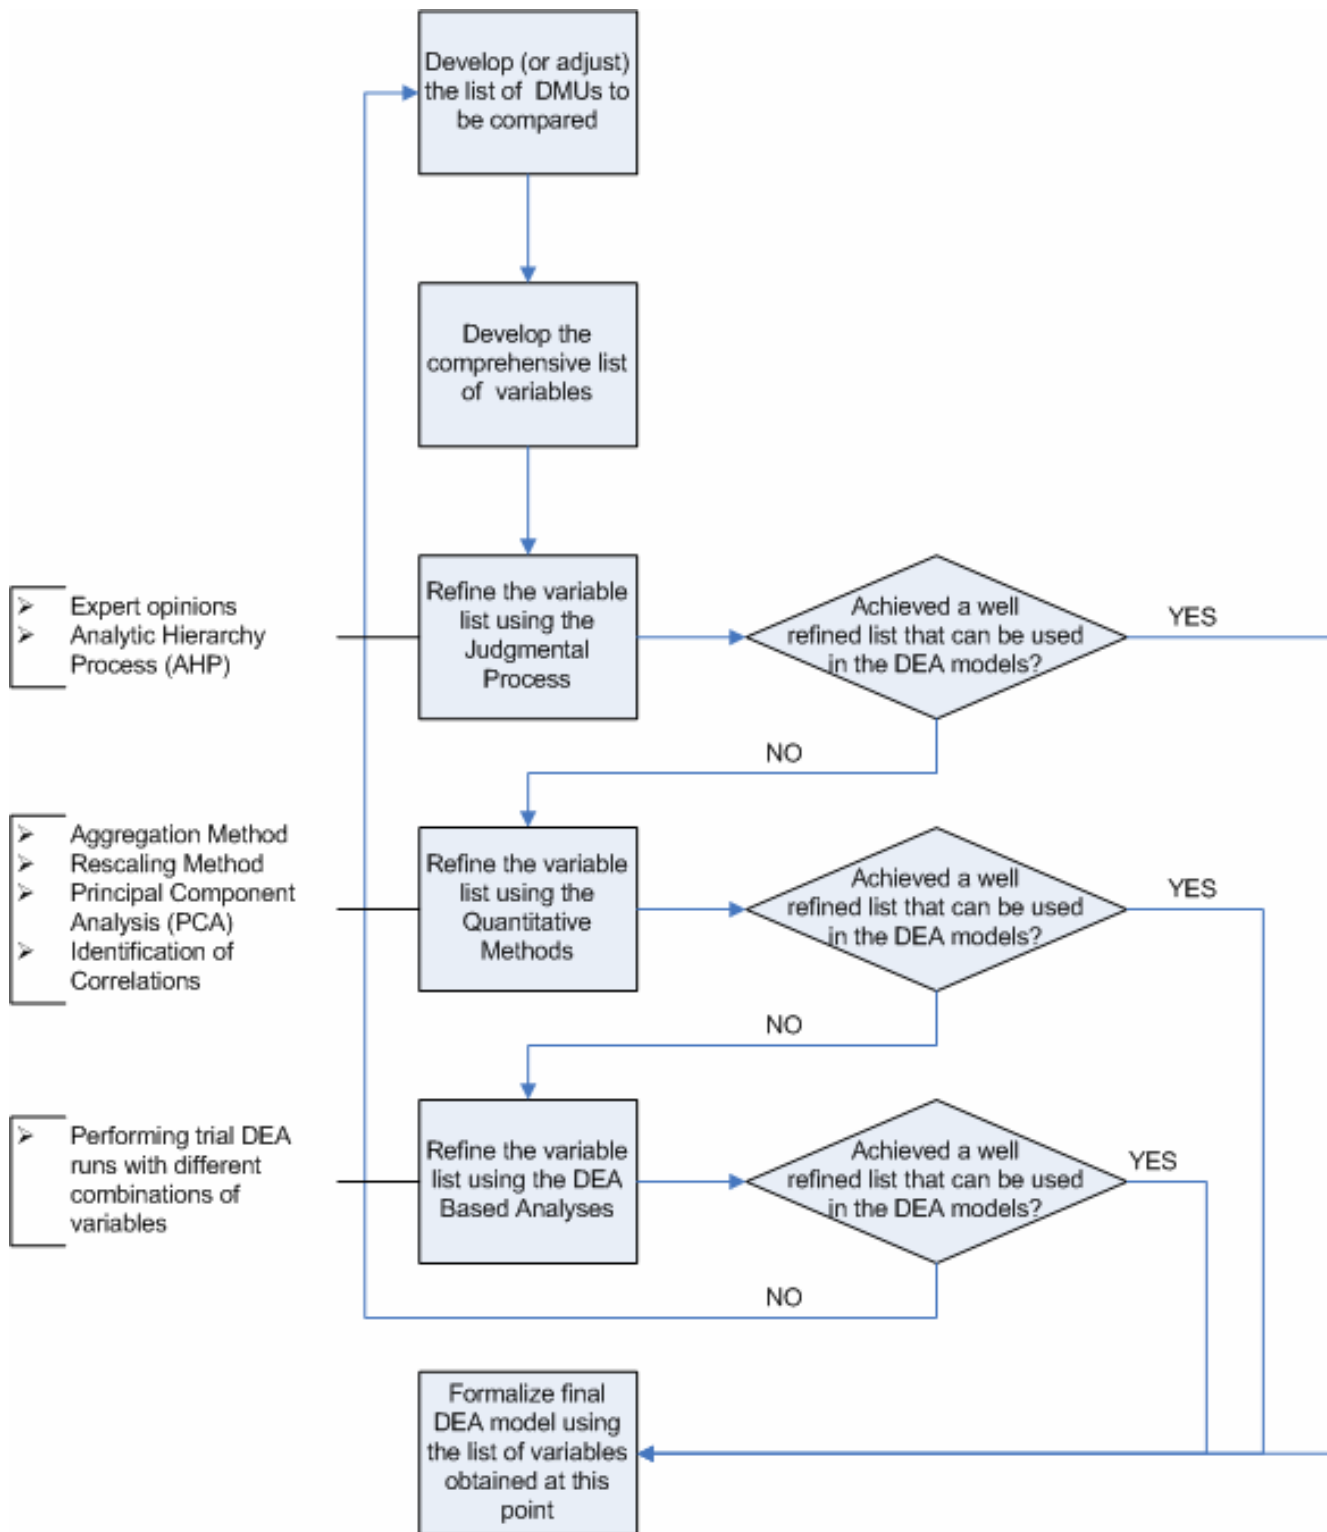 Develop (or adjust)
the list of DMUs to
be compared
Develop the
comprehensive list
of variables
➢ Expert opinions
➢ Analytic Hierarchy
Process (AHP)
Refine the variable
list using the
Judgmental
Process
Achieved a well
refined list that can be used
in the DEA models?
YES
NO
➢ Aggregation Method
➢ Rescaling Method
➢ Principal Component
Analysis (PCA)
➢ Identification of
Correlations
Refine the variable
list using the
Quantitative
Methods
Achieved a well
refined list that can be used
in the DEA models?
YES
NO
➢ Performing trial DEA
runs with different
combinations of
variables
Refine the variable
list using the DEA
Based Analyses
Achieved a well
refined list that can be used
in the DEA models?
YES
NO
Formalize final
DEA model using
the list of variables
obtained at this
point